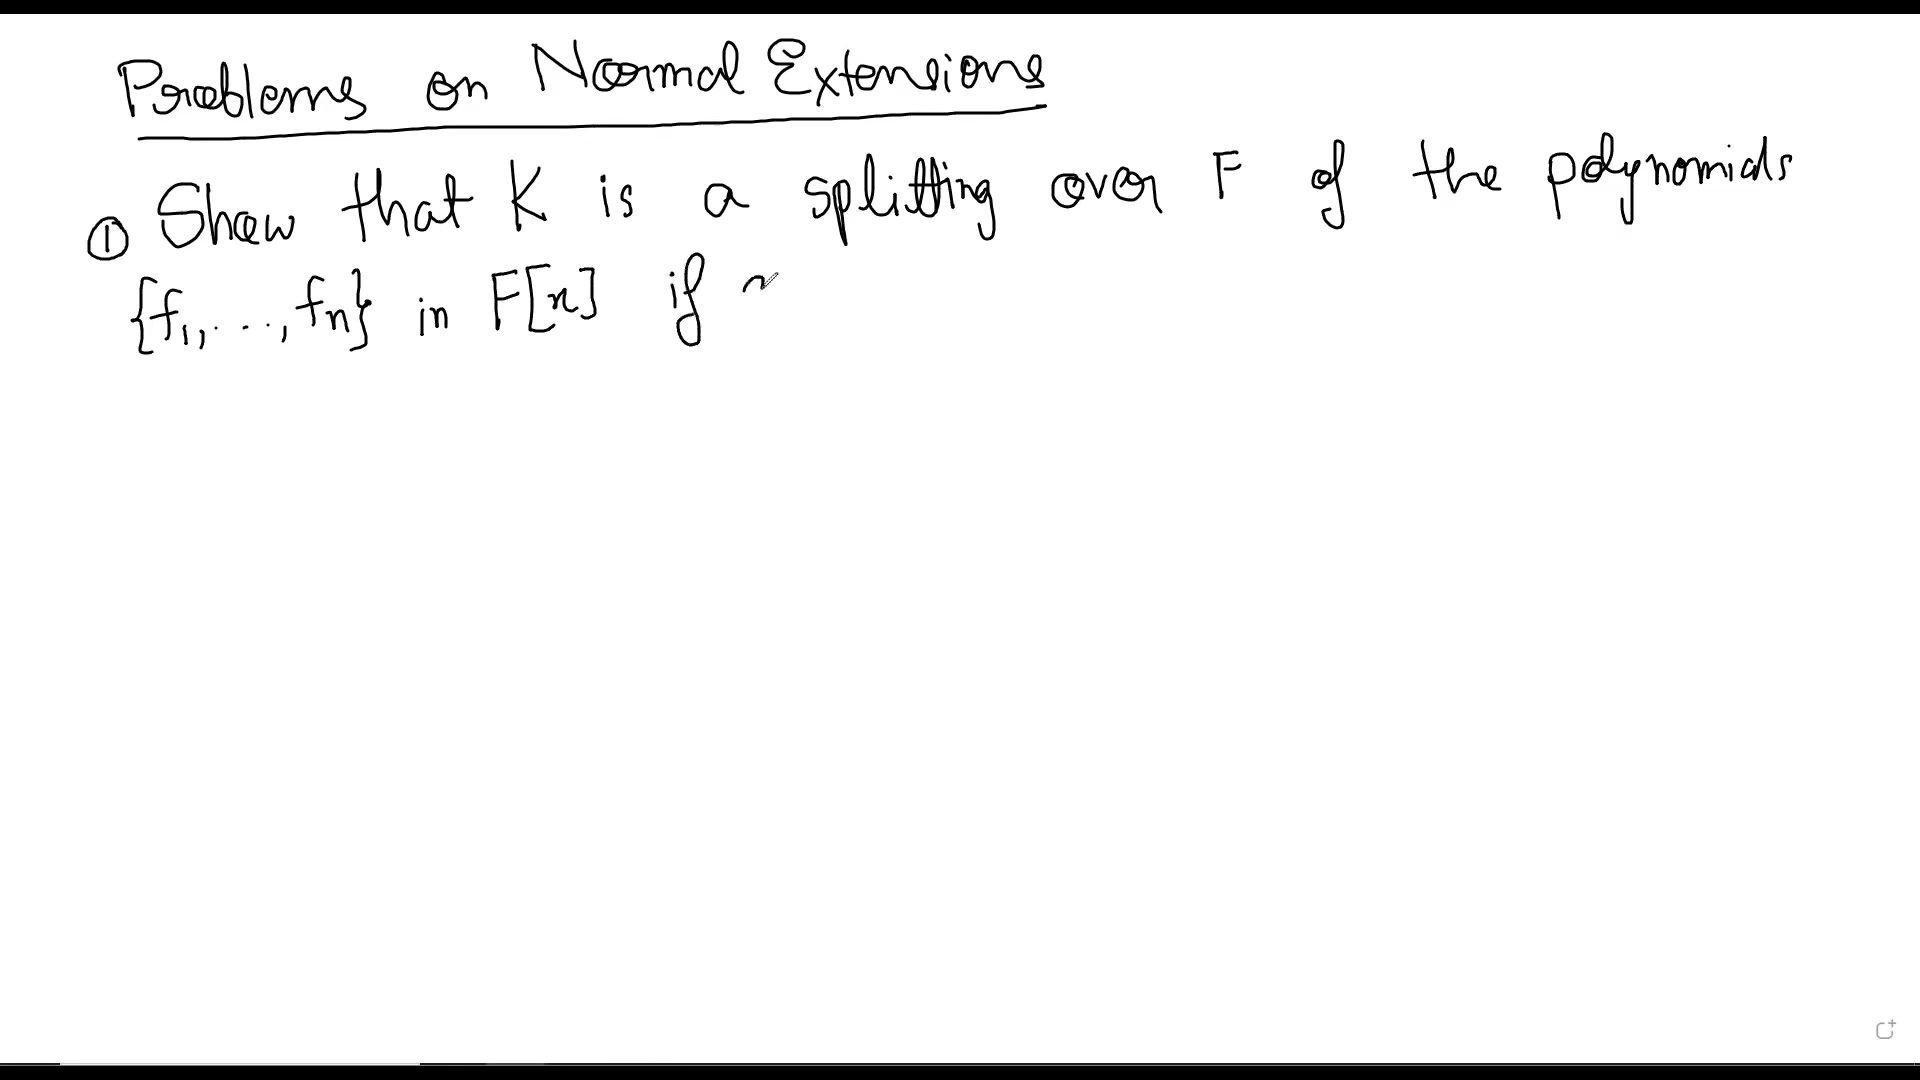 Problems on Normal Extensions
① Show that K is a splitting over F of the polynomials
{f₁,...,fₙ} in F[x] if